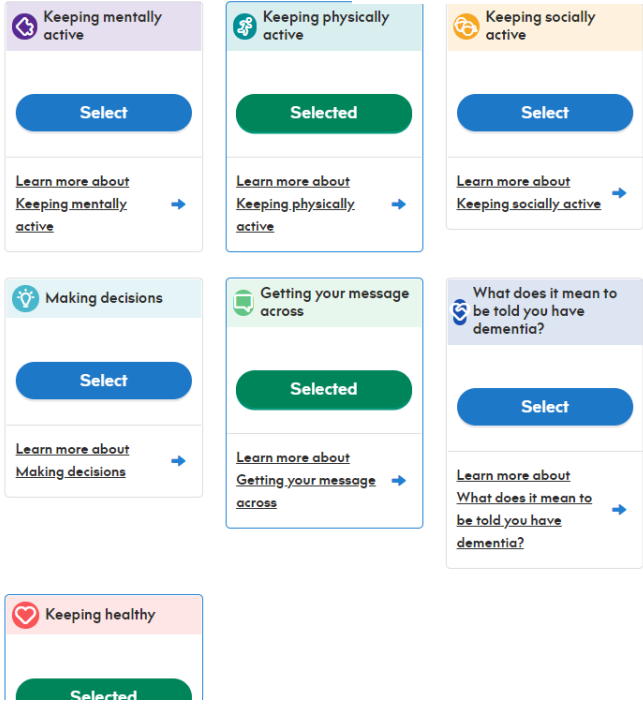 Keeping mentally
active
Select
Learn more about
Keeping mentally
active
Keeping physically
active
Selected
Learn more about
Keeping physically
active
Keeping socially
active
Select
Learn more about
Keeping socially active
Making decisions
Select
Learn more about
Making decisions
Getting your message
across
Selected
Learn more about
Getting your message
across
What does it mean to
be told you have
dementia?
Select
Learn more about
What does it mean to
be told you have
dementia?
Keeping healthy
Selected